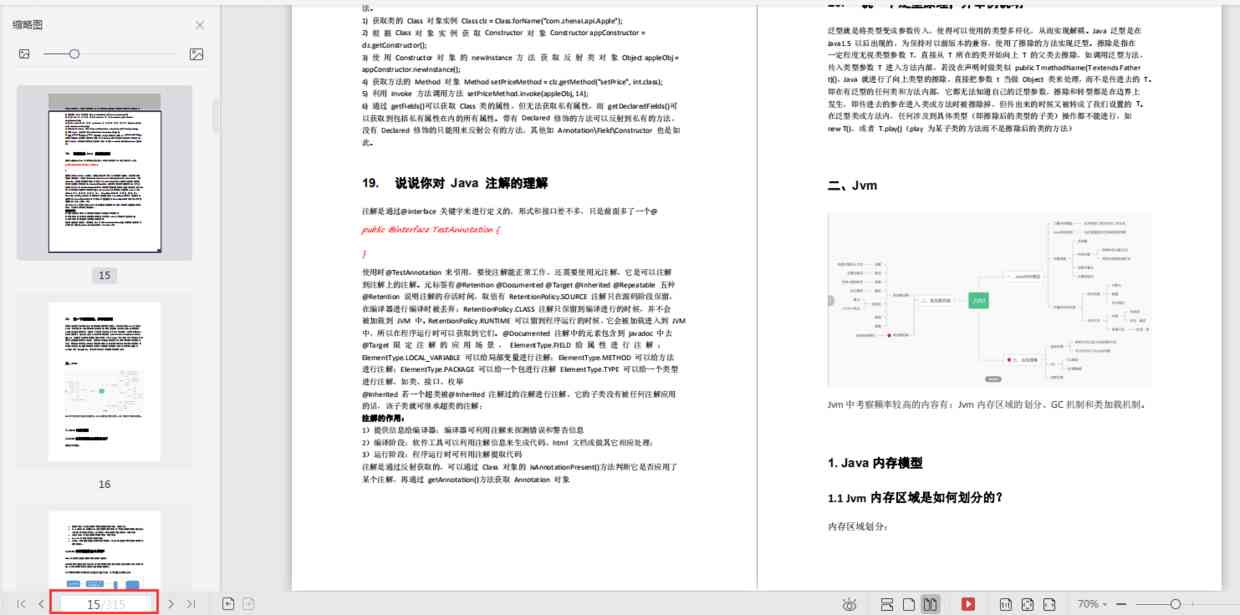 缩略图
15
16
法。
1) 获取类的 Class 对象实例 Class clz = Class.forName("com.zhenai.api.Apple");
2) 根据 Class 对象实例获取 Constructor 对象 Constructor appConstructor =
clz.getConstructor();
3) 使用 Constructor 对象的 newInstance 方法获取反射类对象 Object appleObj =
appConstructor.newInstance();
4) 获取方法的 Method 对象 Method setPriceMethod = clz.getMethod("setPrice", int.class);
5) 利用 invoke 方法调用方法 setPriceMethod.invoke(appleObj, 14);
6) 通过 getFields()可以获取 Class 类的属性，但无法获取私有属性，而 getDeclaredFields()可
以获取到包括私有属性在内的所有属性。带有 Declared 修饰的方法可以反射到私有的方法，
没有 Declared 修饰的只能用来反射公有的方法，其他如 Annotation\Field\Constructor 也是如
此。
19. 说说你对 Java 注解的理解
注解是通过@interface 关键字来进行定义的，形式和接口差不多，只是前面多了一个@
public @interface TestAnnotation {
}
使用时@TestAnnotation 来引用，要使注解能正常工作，还需要使用元注解，它是可以注解
到注解上的注解。元标签有@Retention @Documented @Target @Inherited @Repeatable 五种
@Retention 说明注解的存活时间，取值有 RetentionPolicy.SOURCE 注解只在源码阶段保留，
在编译器进行编译时被丢弃；RetentionPolicy.CLASS 注解只保留到编译进行的时候，并不会
被加载到 JVM 中。RetentionPolicy.RUNTIME 可以留到程序运行的时候，它会被加载进入到 JVM
中，所以在程序运行时可以获取到它们。@Documented 注解中的元素包含到 javadoc 中去
@Target 限定注解的应用场景，ElementType.FIELD 给属性进行注解；
ElementType.LOCAL_VARIABLE 可以给局部变量进行注解；ElementType.METHOD 可以给方法
进行注解；ElementType.PACKAGE 可以给一个包进行注解 ElementType.TYPE 可以给一个类型
进行注解，如类、接口、枚举
@Inherited 若一个超类被@Inherited 注解过的注解进行注解，它的子类没有被任何注解应用
的话，该子类就可继承超类的注解；
注解的作用：
1）提供信息给编译器：编译器可利用注解来探测错误和警告信息
2）编译阶段：软件工具可以利用注解信息来生成代码、html 文档或做其它相应处理；
3）运行阶段：程序运行时可利用注解提取代码
注解是通过反射获取的，可以通过 Class 对象的 isAnnotationPresent()方法判断它是否应用了
某个注解，再通过 getAnnotation()方法获取 Annotation 对象
泛型就是将类型变成参数传入，使得可以使用的类型多样化，从而实现解耦。Java 泛型是在
Java1.5 以后出现的，为保持对以前版本的兼容，使用了擦除的方法实现泛型。擦除是指在
一定程度无视类型参数 T，直接从 T 所在的类开始向上 T 的父类去擦除，如调用泛型方法，
传入类型参数 T 进入方法内部，若没在声明时做类似 public T methodName(T extends Father
t){}，Java 就进行了向上类型的擦除，直接把参数 t 当做 Object 类来处理，而不是传进去的 T。
即在有泛型的任何类和方法内部，它都无法知道自己的泛型参数，擦除和转型都是在边界上
发生，即传进去的参在进入类或方法时被擦除掉，但传出来的时候又被转成了我们设置的 T。
在泛型类或方法内，任何涉及到具体类型（即擦除后的类型的子类）操作都不能进行，如
new T()，或者 T.play()（play 为某子类的方法而不是擦除后的类的方法）
二、Jvm
JVM
Jvm 中考察频率较高的内容有：Jvm 内存区域的划分、GC 机制和类加载机制。
1. Java 内存模型
1.1 Jvm 内存区域是如何划分的？
内存区域划分：
15/315
70%